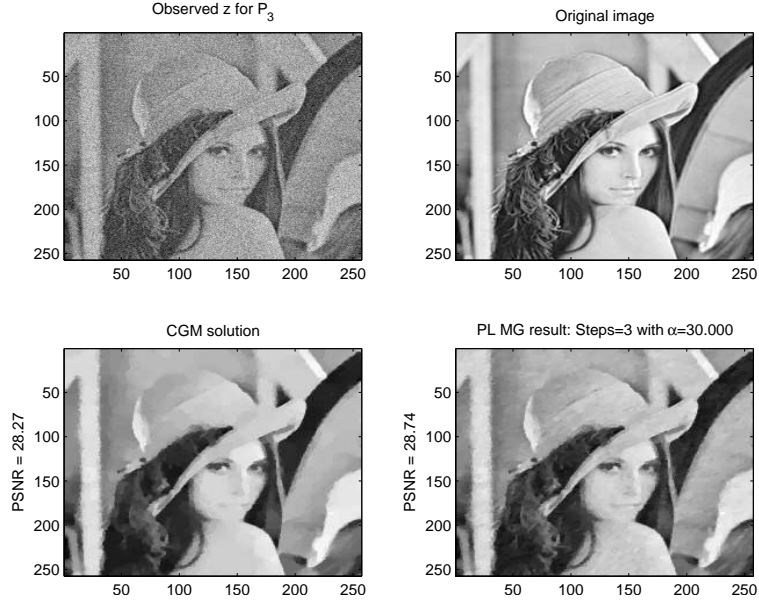 Observed z for P3
Original image
50
100
150
200
250
50 100 150 200 250
50
100
150
200
250
50 100 150 200 250
CGM solution
PL MG result: Steps=3 with α=30.000
PSNR = 28.27
50
100
150
200
250
50 100 150 200 250
PSNR = 28.74
50
100
150
200
250
50 100 150 200 250